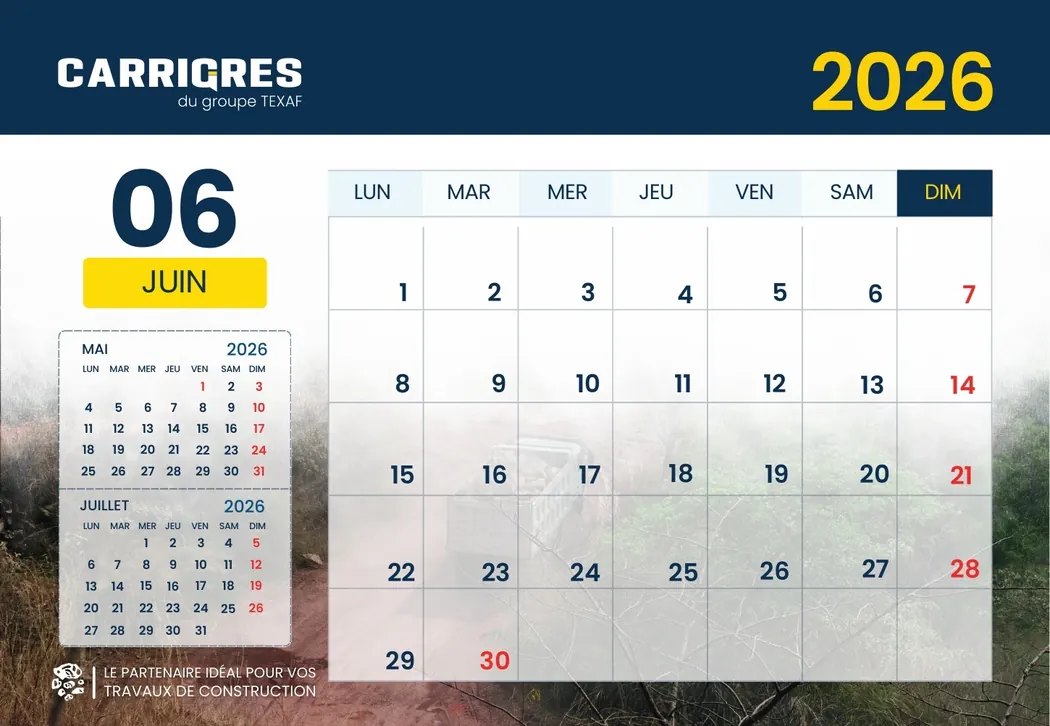 CARRIGRES
du groupe TEXAF
2026
06
JUIN
LUN MAR MER JEU VEN SAM DIM
1 2 3 4 5 6 7
8 9 10 11 12 13 14
15 16 17 18 19 20 21
22 23 24 25 26 27 28
29 30
MAI 2026
LUN MAR MER JEU VEN SAM DIM
1 2 3
4 5 6 7 8 9 10
11 12 13 14 15 16 17
18 19 20 21 22 23 24
25 26 27 28 29 30 31
JUILLET 2026
LUN MAR MER JEU VEN SAM DIM
1 2 3 4 5
6 7 8 9 10 11 12
13 14 15 16 17 18 19
20 21 22 23 24 25 26
27 28 29 30 31
LE PARTENAIRE IDÉAL POUR VOS
TRAVAUX DE CONSTRUCTION